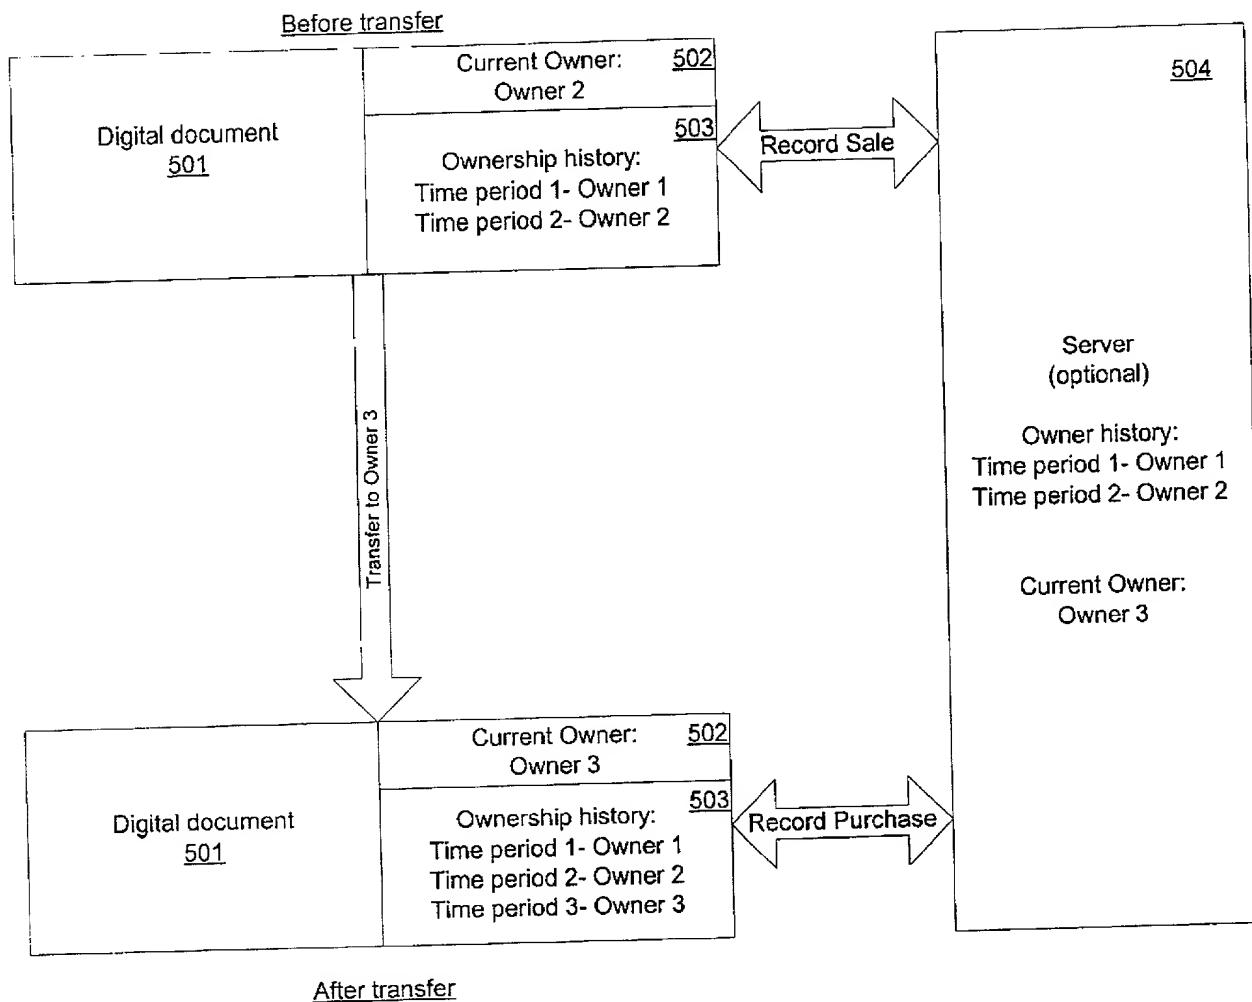 Before transfer
Current Owner: 502
Owner 2
Digital document
501
503
Ownership history:
Time period 1- Owner 1
Time period 2- Owner 2
Record Sale
504
Server
(optional)
Owner history:
Time period 1- Owner 1
Time period 2- Owner 2
Current Owner:
Owner 3
Transfer to Owner 3
Current Owner: 502
Owner 3
Digital document
501
503
Ownership history:
Time period 1- Owner 1
Time period 2- Owner 2
Time period 3- Owner 3
Record Purchase
After transfer